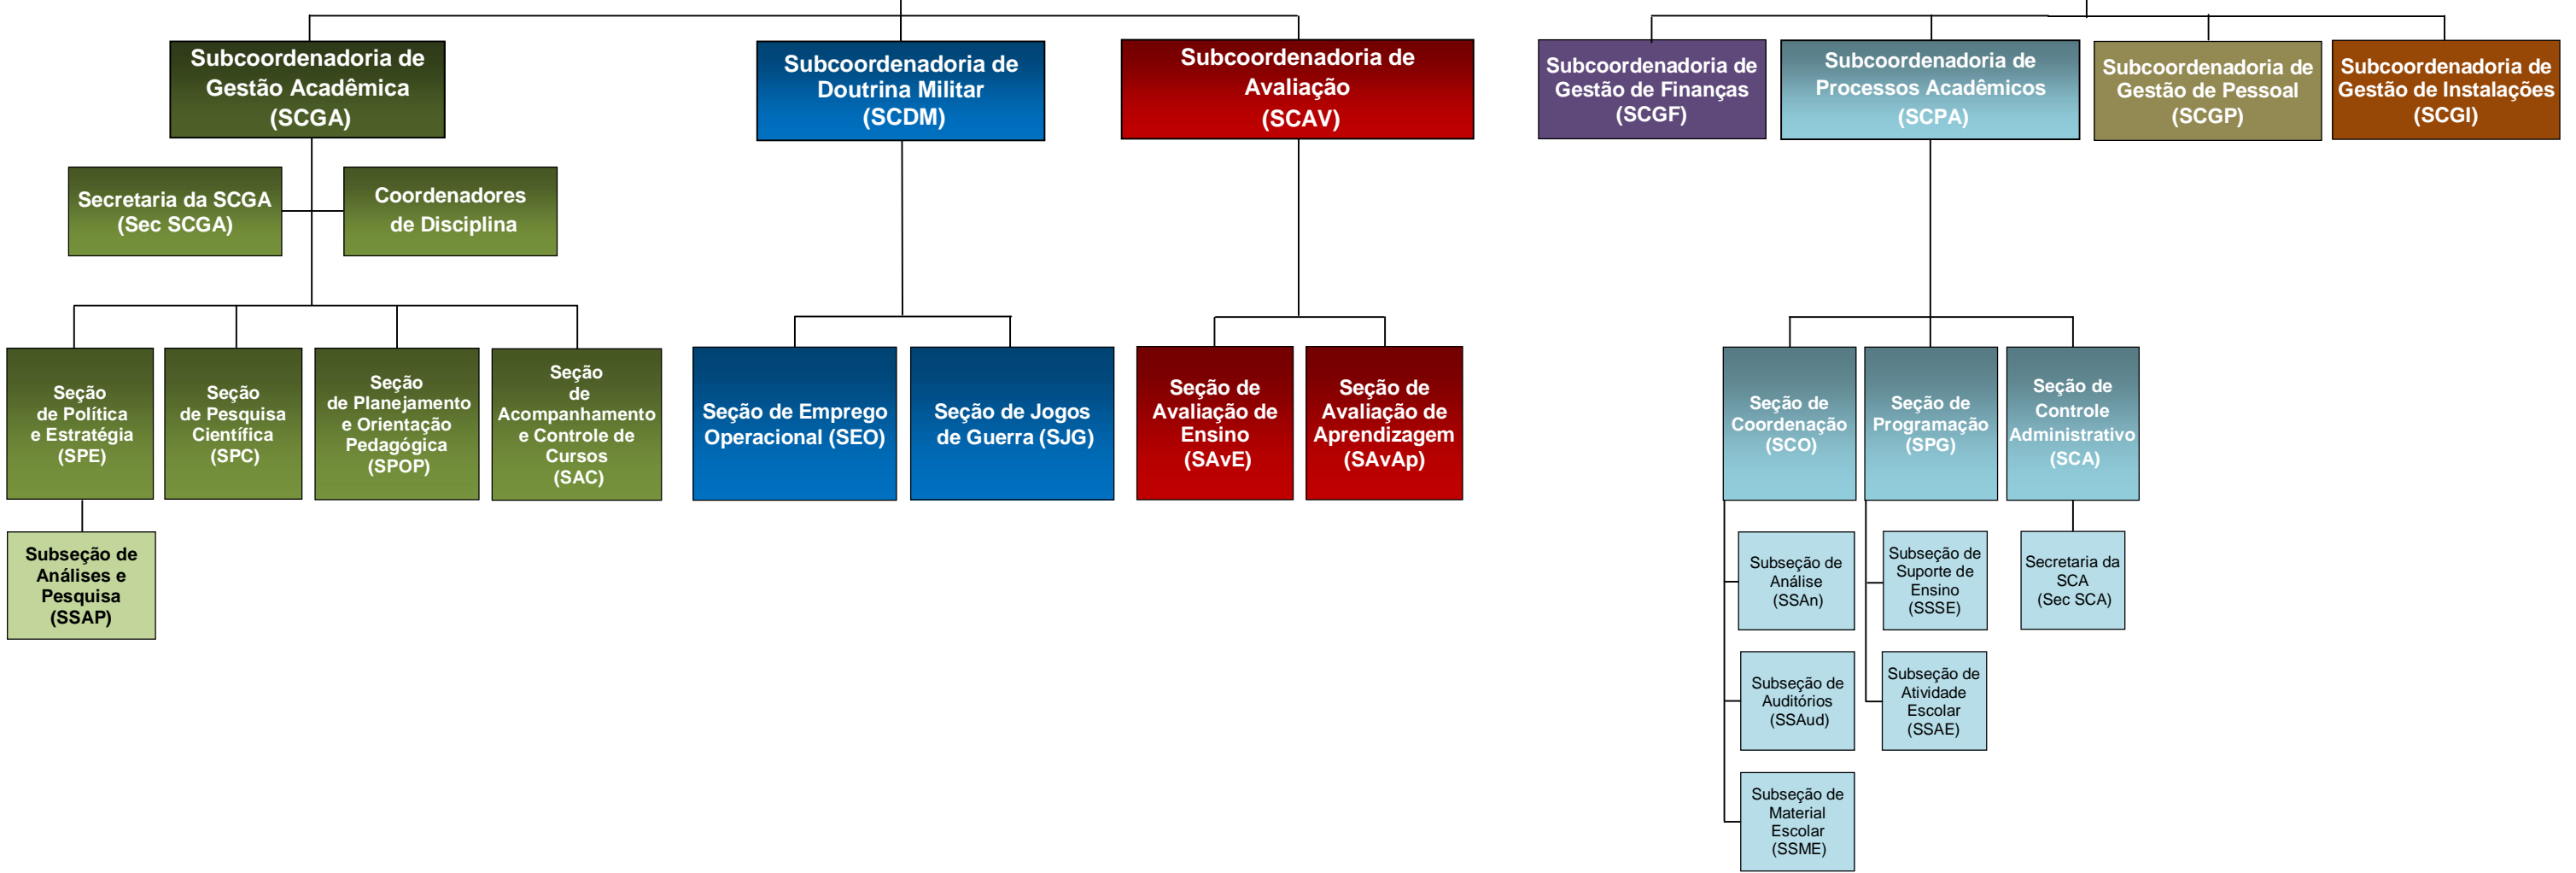 Subcoordenadoria de
Gestão Acadêmica
(SCGA)
Subcoordenadoria de
Doutrina Militar
(SCDM)
Subcoordenadoria de
Avaliação
(SCAV)
Subcoordenadoria de
Gestão de Finanças
(SCGF)
Subcoordenadoria de
Processos Acadêmicos
(SCPA)
Subcoordenadoria de
Gestão de Pessoal
(SCGP)
Subcoordenadoria de
Gestão de Instalações
(SCGI)
Secretaria da SCGA
(Sec SCGA)
Coordenadores
de Disciplina
Seção
de Política
e Estratégia
(SPE)
Seção
de Pesquisa
Científica
(SPC)
Seção
de Planejamento
e Orientação
Pedagógica
(SPOP)
Seção
de
Acompanhamento
e Controle de
Cursos
(SAC)
Seção de Emprego
Operacional (SEO)
Seção de Jogos
de Guerra (SJG)
Seção de
Avaliação de
Ensino
(SAvE)
Seção de
Avaliação de
Aprendizagem
(SAvAp)
Seção de
Coordenação
(SCO)
Seção de
Programação
(SPG)
Seção de
Controle
Administrativo
(SCA)
Subseção de
Análises e
Pesquisa
(SSAP)
Subseção de
Análise
(SSAn)
Subseção de
Suporte de
Ensino
(SSSE)
Secretaria da
SCA
(Sec SCA)
Subseção de
Auditórios
(SSAud)
Subseção de
Atividade
Escolar
(SSAE)
Subseção de
Material
Escolar
(SSME)